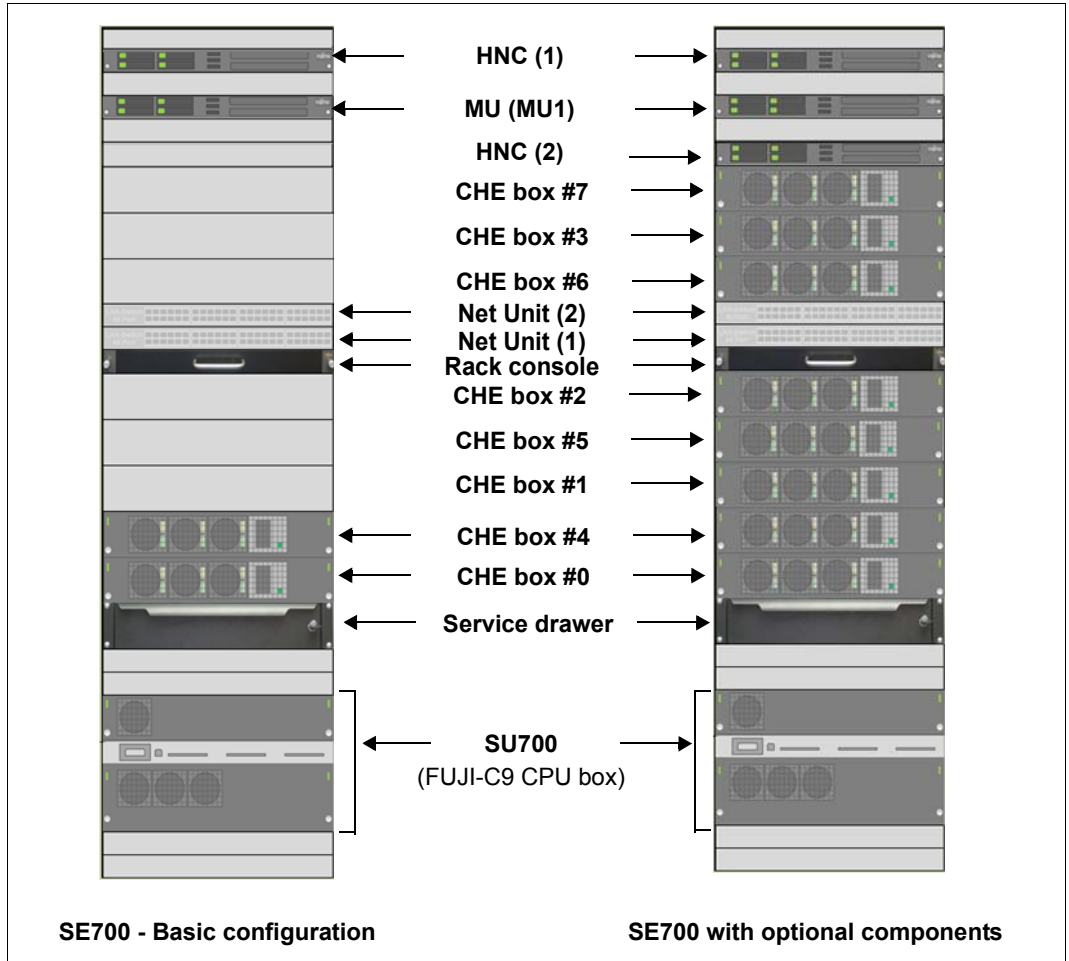 HNC (1)
MU (MU1)
HNC (2)
CHE box #7
CHE box #3
CHE box #6
Net Unit (2)
Net Unit (1)
Rack console
CHE box #2
CHE box #5
CHE box #1
CHE box #4
CHE box #0
Service drawer
SU700
(FUJI-C9 CPU box)
SE700 - Basic configuration
SE700 with optional components